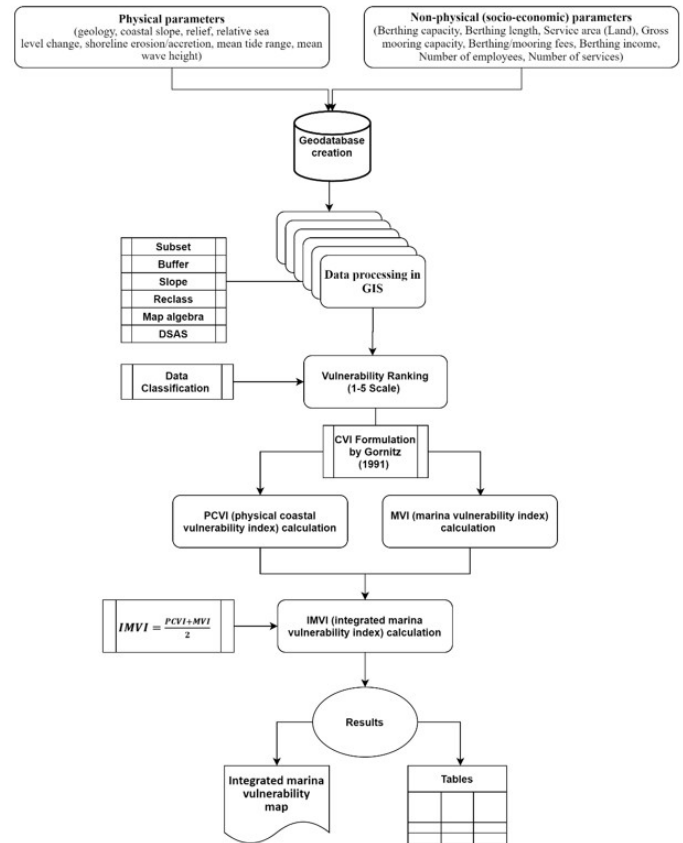 Physical parameters
(geology, coastal slope, relief, relative sea
level change, shoreline erosion/accretion, mean tide range, mean
wave height)
Non-physical (socio-economic) parameters
(Berthing capacity, Berthing length, Service area (Land), Gross
mooring capacity, Berthing/mooring fees, Berthing income,
Number of employees, Number of services)
Geodatabase
creation
Subset
Buffer
Slope
Reclass
Map algebra
DSAS
Data processing in
GIS
Data
Classification
Vulnerability Ranking
(1-5 Scale)
CVI Formulation
by Gornitz
(1991)
PCVI (physical coastal
vulnerability index) calculation
MVI (marina vulnerability index)
calculation
IMVI = PCVI+MVI
2
IMVI (integrated marina
vulnerability index) calculation
Results
Integrated marina
vulnerability
map
Tables